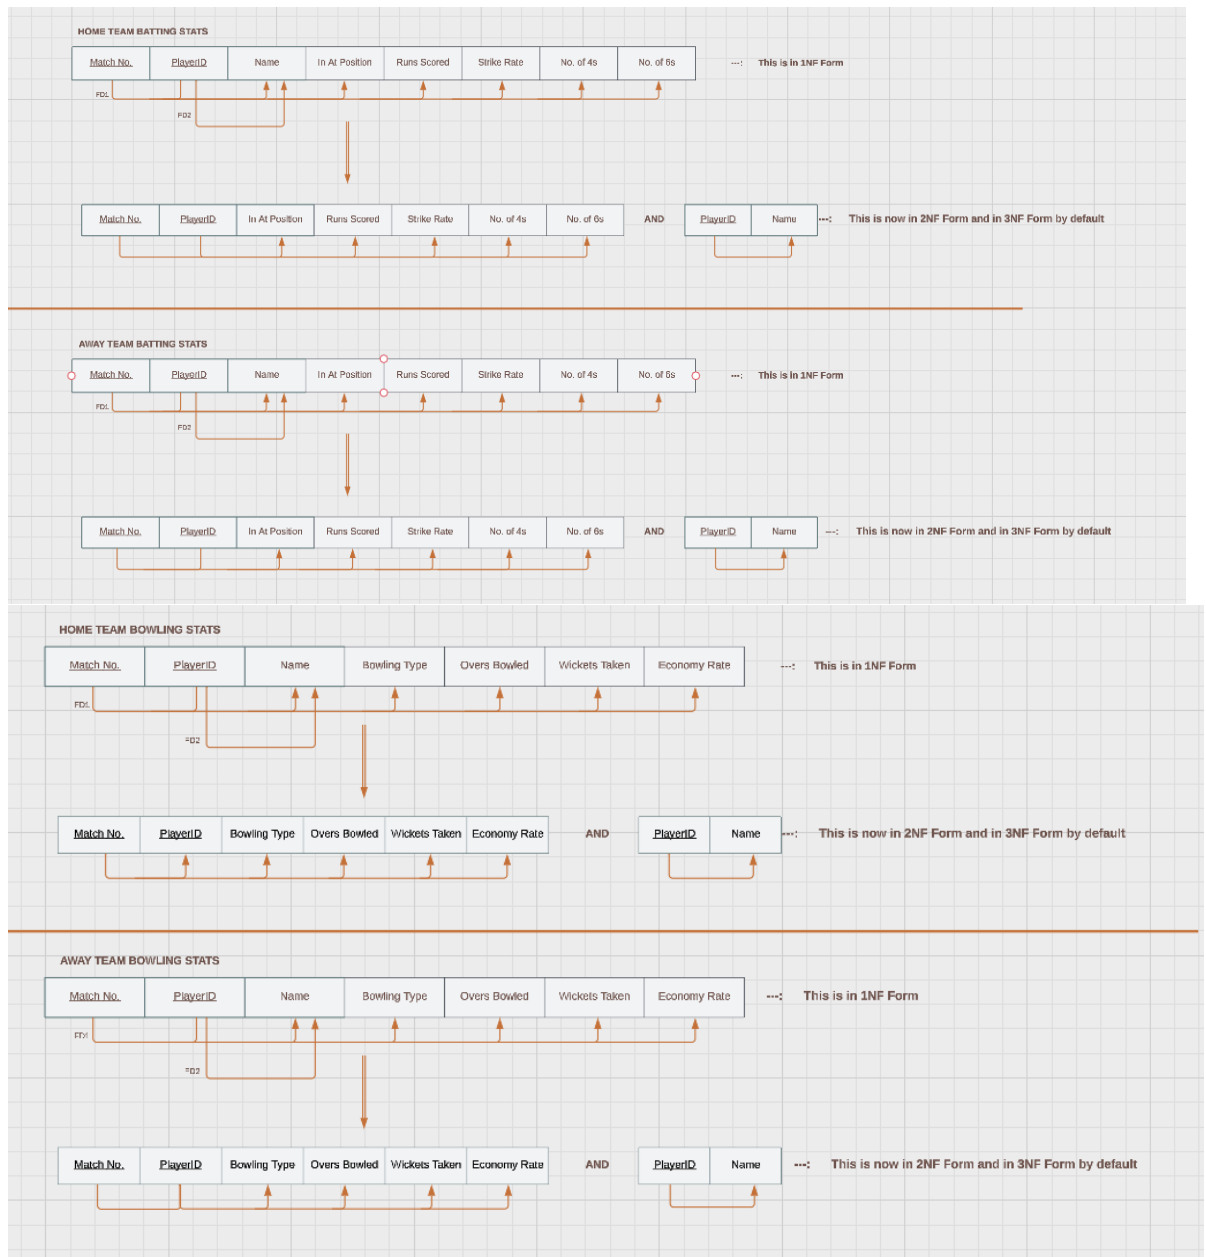 HOME TEAM BATTING STATS
Match No. PlayerID Name In At Position Runs Scored Strike Rate No. of 4s No. of 6s ---: This is in 1NF Form
FD1
FD2
Match No. PlayerID In At Position Runs Scored Strike Rate No. of 4s No. of 6s AND PlayerID Name ---: This is now in 2NF Form and in 3NF Form by default
AWAY TEAM BATTING STATS
Match No. PlayerID Name In At Position Runs Scored Strike Rate No. of 4s No. of 6s ---: This is in 1NF Form
FD1
FD2
Match No. PlayerID In At Position Runs Scored Strike Rate No. of 4s No. of 6s AND PlayerID Name ---: This is now in 2NF Form and in 3NF Form by default
HOME TEAM BOWLING STATS
Match No. PlayerID Name Bowling Type Overs Bowled Wickets Taken Economy Rate ---: This is in 1NF Form
FD1
FD2
Match No. PlayerID Bowling Type Overs Bowled Wickets Taken Economy Rate AND PlayerID Name ---: This is now in 2NF Form and in 3NF Form by default
AWAY TEAM BOWLING STATS
Match No. PlayerID Name Bowling Type Overs Bowled Wickets Taken Economy Rate ---: This is in 1NF Form
FD1
FD2
Match No. PlayerID Bowling Type Overs Bowled Wickets Taken Economy Rate AND PlayerID Name ---: This is now in 2NF Form and in 3NF Form by default